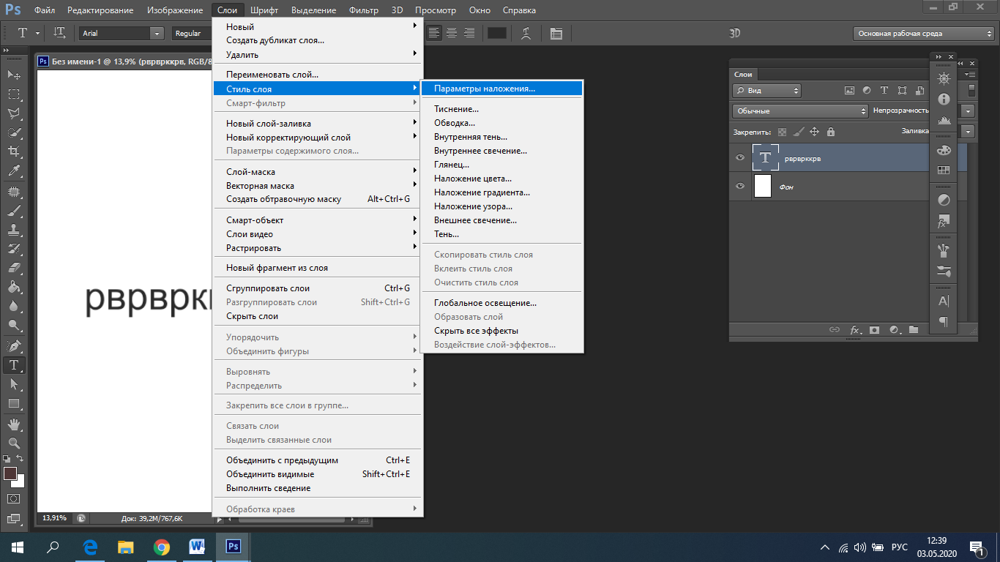 Ps Файл Редактирование Изображение Слои Шрифт Выделение Фильтр 3D Просмотр Окно Справка
T Arial Regular 3D Основная рабочая среда
Ps Без имени-1 @ 13,9% (рврвркврв, RGB/8
Новый
Создать дубликат слоя...
Удалить
Переименовать слой...
Стиль слоя
Смарт-фильтр
Новый слой-заливка
Новый корректирующий слой
Параметры содержимого слоя...
Слой-маска
Векторная маска
Создать обтравочную маску Alt+Ctrl+G
Смарт-объект
Слои видео
Растрировать
Новый фрагмент из слоя
Сгруппировать слои Ctrl+G
Разгруппировать слои Shift+Ctrl+G
Скрыть слои
Упорядочить
Объединить фигуры
Выровнять
Распределить
Закрепить все слои в группе...
Связать слои
Выделить связанные слои
Объединить с предыдущим Ctrl+E
Объединить видимые Shift+Ctrl+E
Выполнить сведение
Обработка краев
Параметры наложения...
Тиснение...
Обводка...
Внутренняя тень...
Внутреннее свечение...
Глянец...
Наложение цвета...
Наложение градиента...
Наложение узора...
Внешнее свечение...
Тень...
Скопировать стиль слоя
Вклеить стиль слоя
Очистить стиль слоя
Глобальное освещение...
Образовать слой
Скрыть все эффекты
Воздействие слой-эффектов...
рврврк
Слои
Вид
Обычные Непрозрачность
Закрепить: Заливка
T рврвркkрв
Фон
fx
13,91% Док: 39,2M/767,6K
12:39
РУС
03.05.2020
1